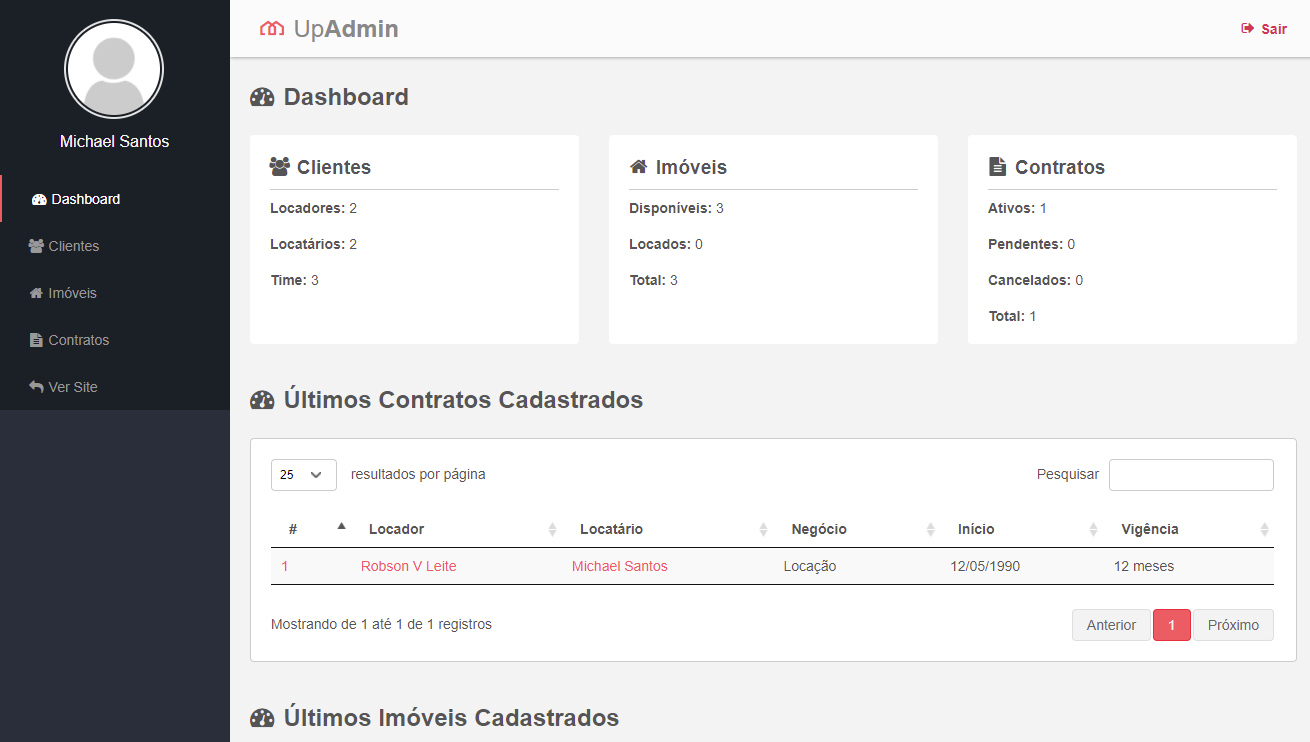 UpAdmin
Sair
Michael Santos
Dashboard
Clientes
Imóveis
Contratos
Ver Site
Dashboard
Clientes
Locadores: 2
Locatários: 2
Time: 3
Imóveis
Disponíveis: 3
Locados: 0
Total: 3
Contratos
Ativos: 1
Pendentes: 0
Cancelados: 0
Total: 1
Últimos Contratos Cadastrados
25 resultados por página Pesquisar
# Locador Locatário Negócio Início Vigência
1 Robson V Leite Michael Santos Locação 12/05/1990 12 meses
Mostrando de 1 até 1 de 1 registros Anterior 1 Próximo
Últimos Imóveis Cadastrados